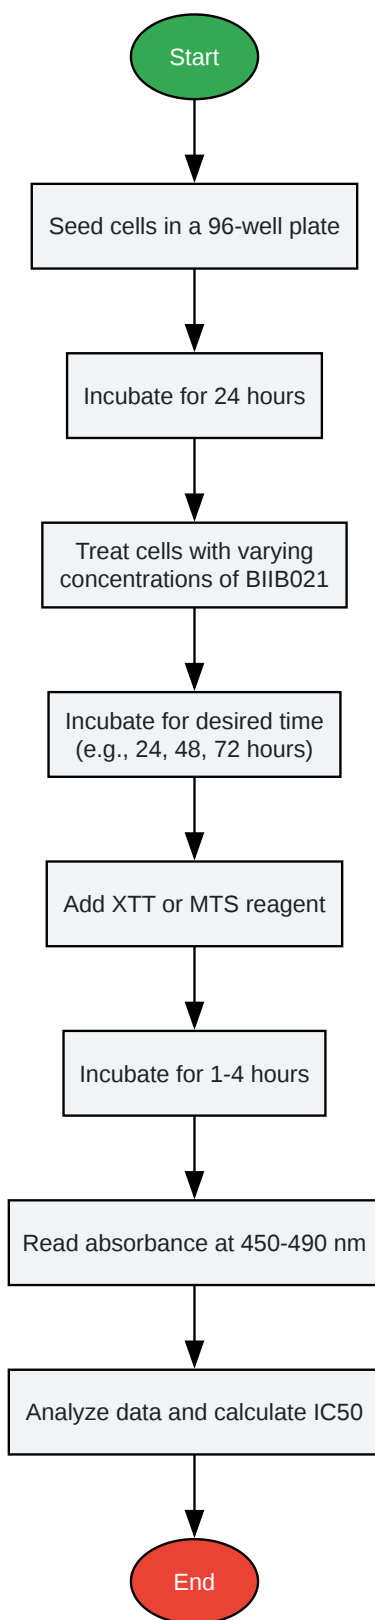 Start
Seed cells in a 96-well plate
Incubate for 24 hours
Treat cells with varying
concentrations of BIIB021
Incubate for desired time
(e.g., 24, 48, 72 hours)
Add XTT or MTS reagent
Incubate for 1-4 hours
Read absorbance at 450-490 nm
Analyze data and calculate IC50
End